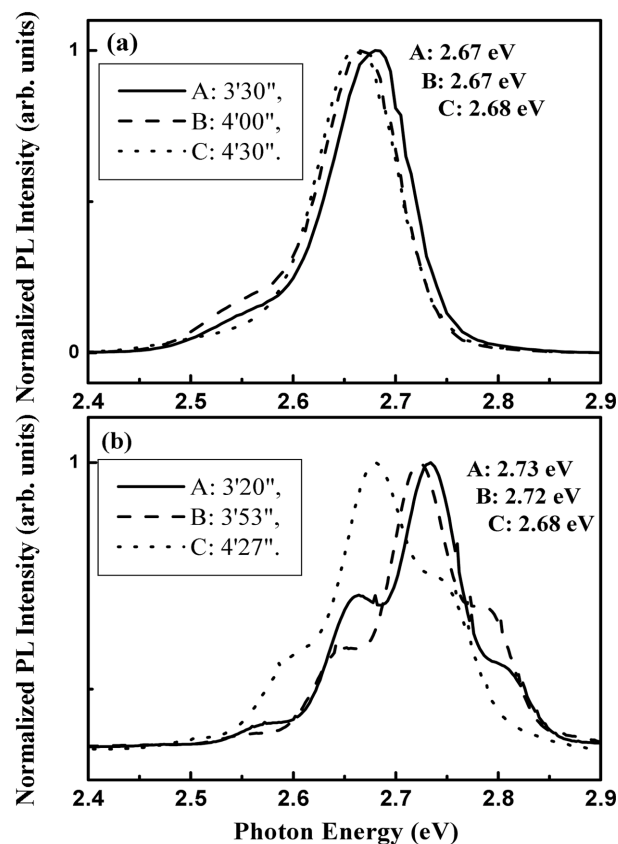 Normalized PL Intensity (arb. units)
(a)
1
0
A: 3'30",
B: 4'00",
C: 4'30".
A: 2.67 eV
B: 2.67 eV
C: 2.68 eV
2.4 2.5 2.6 2.7 2.8 2.9
Normalized PL Intensity (arb. units)
(b)
1
A: 3'20",
B: 3'53",
C: 4'27".
A: 2.73 eV
B: 2.72 eV
C: 2.68 eV
2.4 2.5 2.6 2.7 2.8 2.9
Photon Energy (eV)